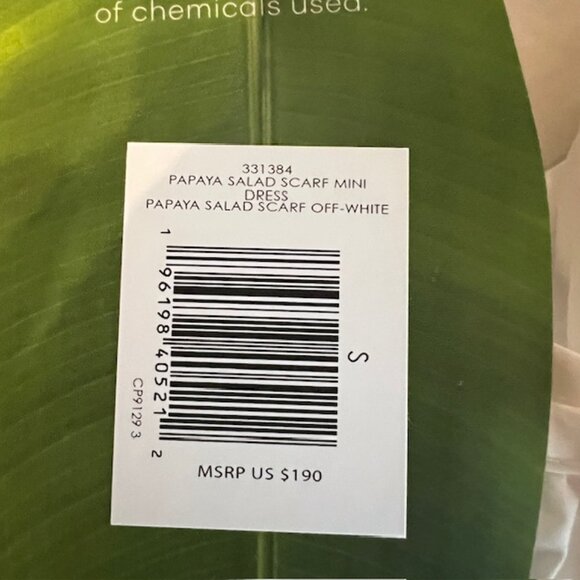 of chemicals used.
331384
PAPAYA SALAD SCARF MINI
DRESS
PAPAYA SALAD SCARF OFF-WHITE
1 96198 40521 2
S
CP9129 3
MSRP US $190